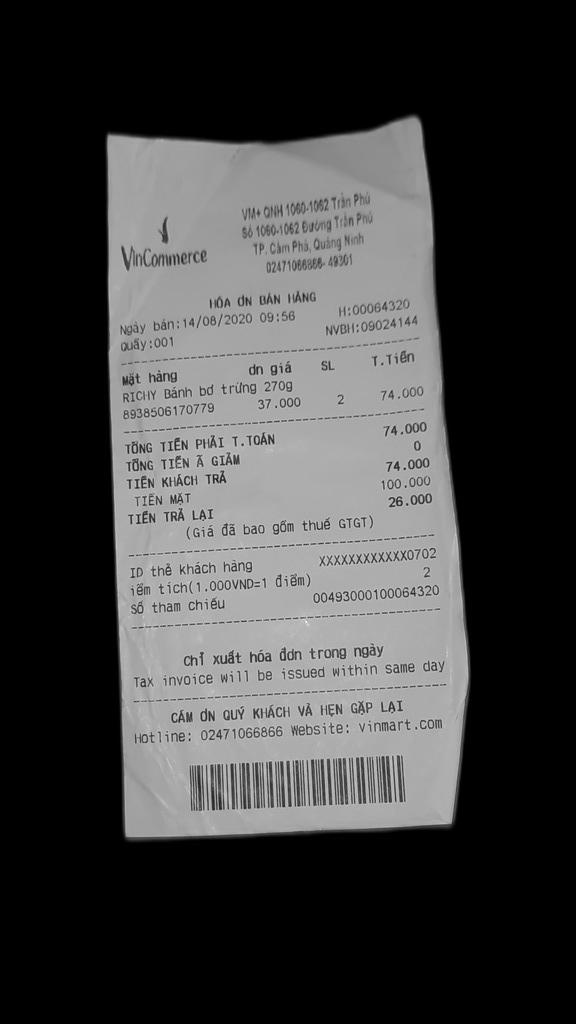 VinCommerce
VM+ QNH 1060-1062 Trần Phú
Số 1060-1062 Đường Trần Phú
TP. Cẩm Phả, Quảng Ninh
02471066866- 49301
HÓA ƠN BÁN HÀNG
Ngày bán:14/08/2020 09:56 H:00064320
Quầy:001 NVBH:09024144
Mặt hàng ơn giá SL T.Tiền
RICHY Bánh bơ trứng 270g
8938506170779 37.000 2 74.000
TỔNG TIỀN PHẢI T.TOÁN 74.000
TỔNG TIỀN Ã GIẢM 0
TIỀN KHÁCH TRẢ 74.000
TIỀN MẶT 100.000
TIỀN TRẢ LẠI 26.000
(Giá đã bao gồm thuế GTGT)
ID thẻ khách hàng XXXXXXXXXXXX0702
iểm tích(1.000VND=1 điểm) 2
Số tham chiếu 00493000100064320
Chỉ xuất hóa đơn trong ngày
Tax invoice will be issued within same day
CÁM ƠN QUÝ KHÁCH VÀ HẸN GẶP LẠI
Hotline: 02471066866 Website: vinmart.com